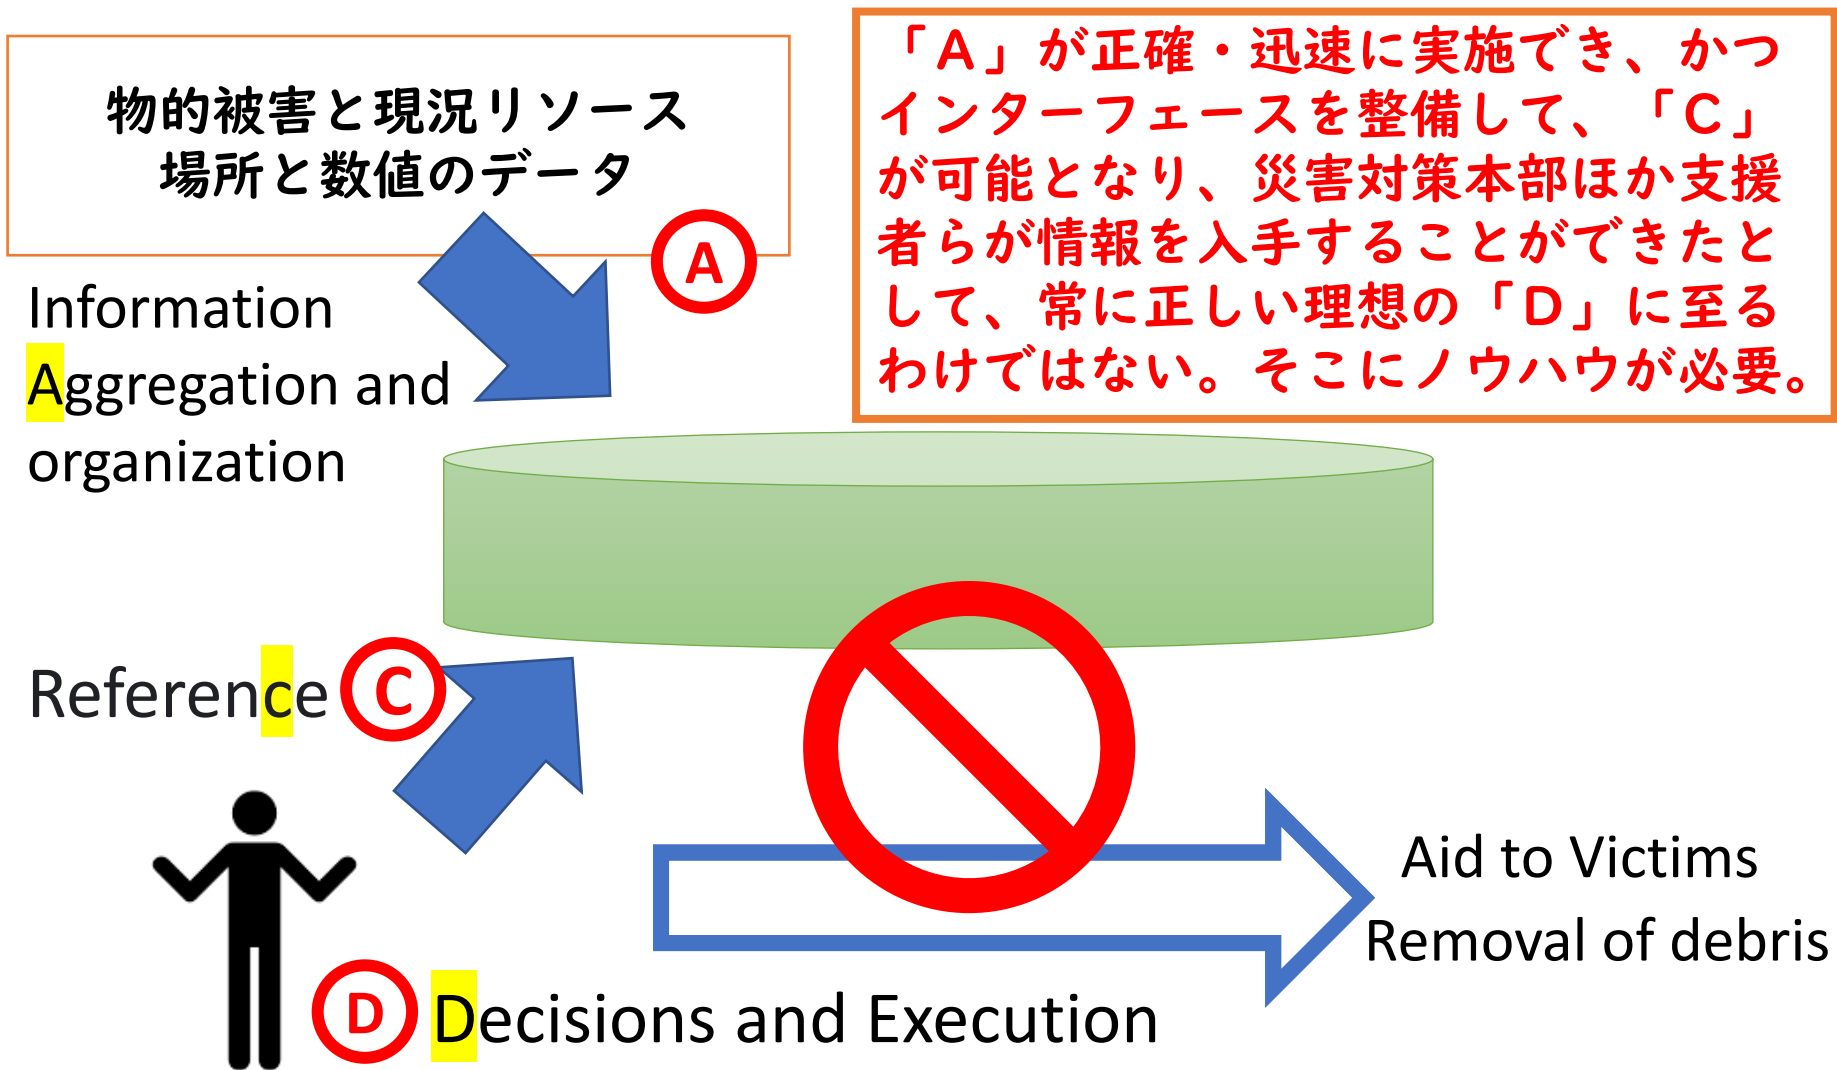 物的被害と現況リソース
場所と数値のデータ
A
「A」が正確・迅速に実施でき、かつ
インターフェースを整備して、「C」
が可能となり、災害対策本部ほか支援
者らが情報を入手することができたと
して、常に正しい理想の「D」に至る
わけではない。そこにノウハウが必要。
Information
Aggregation and
organization
Reference
C
Aid to Victims
Removal of debris
D
Decisions and Execution